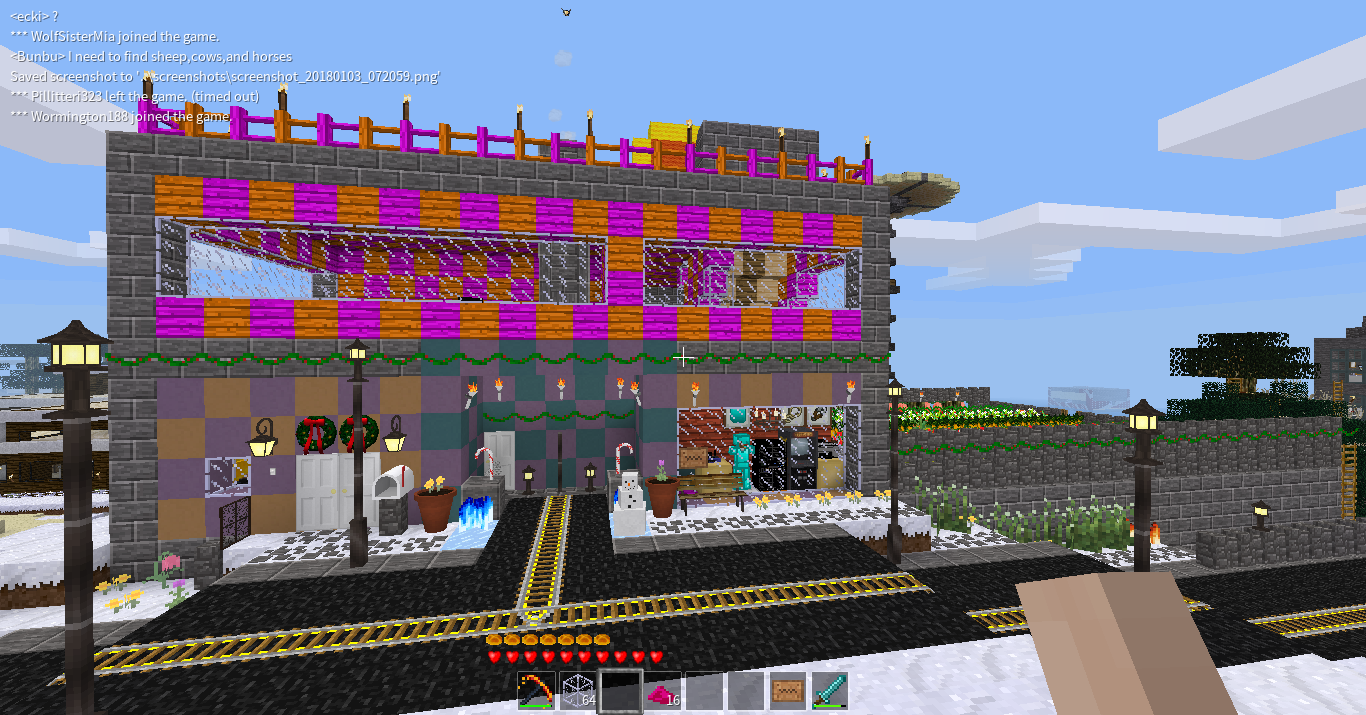 <ecki> ?
*** WolfSisterMia joined the game.
<Bunbu> I need to find sheep,cows,and horses
Saved screenshot to '  \screenshots\screenshot_20180103_072059.png'
*** Pillitteri323 left the game. (timed out)
*** Wormington188 joined the game.
64
16